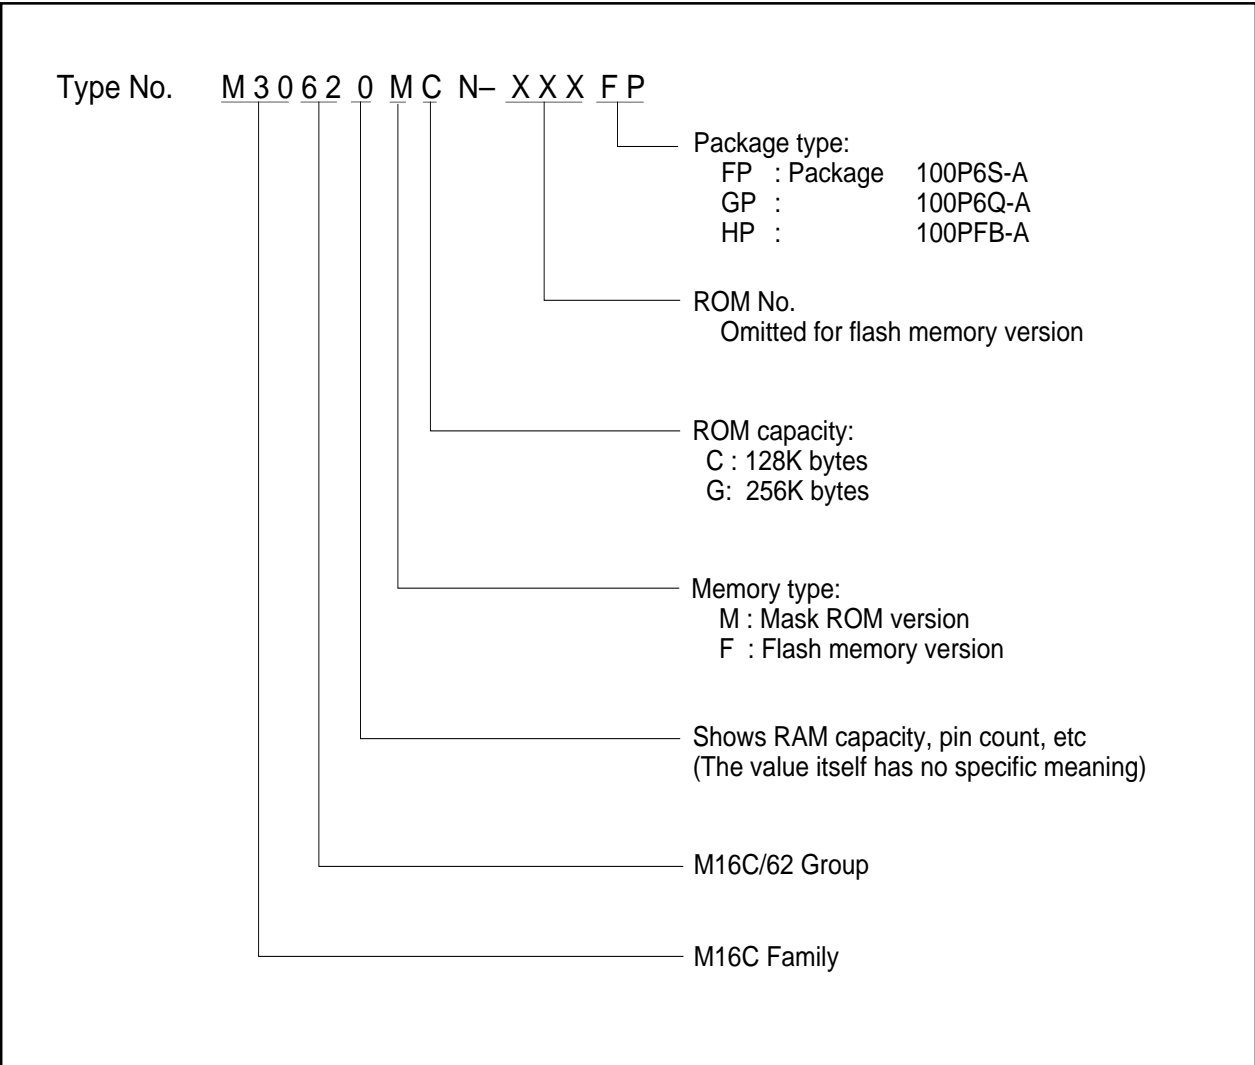 Type No. M 3 0 6 2 0 M C N– X X X F P
Package type:
FP : Package 100P6S-A
GP : 100P6Q-A
HP : 100PFB-A
ROM No.
Omitted for flash memory version
ROM capacity:
C : 128K bytes
G: 256K bytes
Memory type:
M : Mask ROM version
F : Flash memory version
Shows RAM capacity, pin count, etc
(The value itself has no specific meaning)
M16C/62 Group
M16C Family